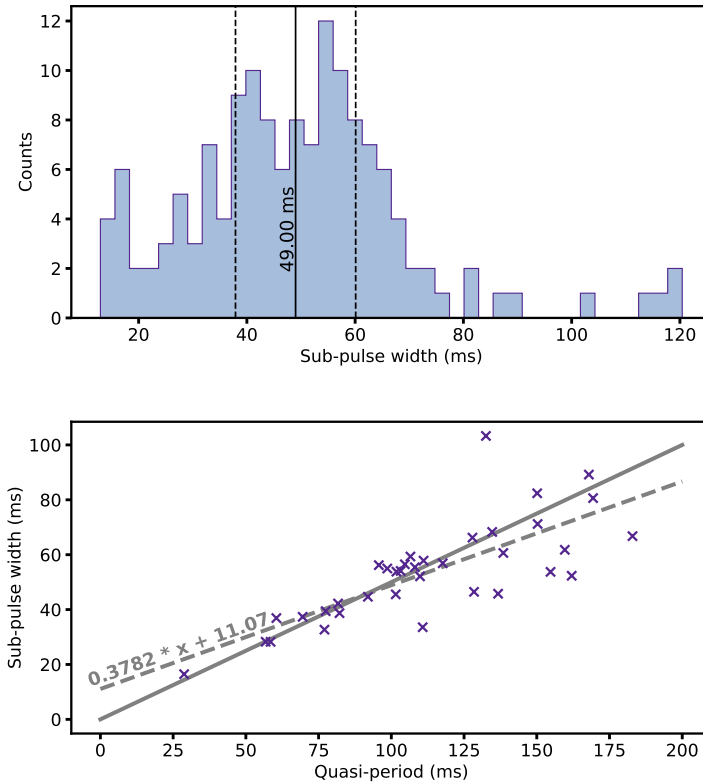 12
10
8
6
4
2
0
Counts
49.00 ms
20 40 60 80 100 120
Sub-pulse width (ms)
100
80
60
40
20
0
Sub-pulse width (ms)
0.3782 * x + 11.07
0 25 50 75 100 125 150 175 200
Quasi-period (ms)